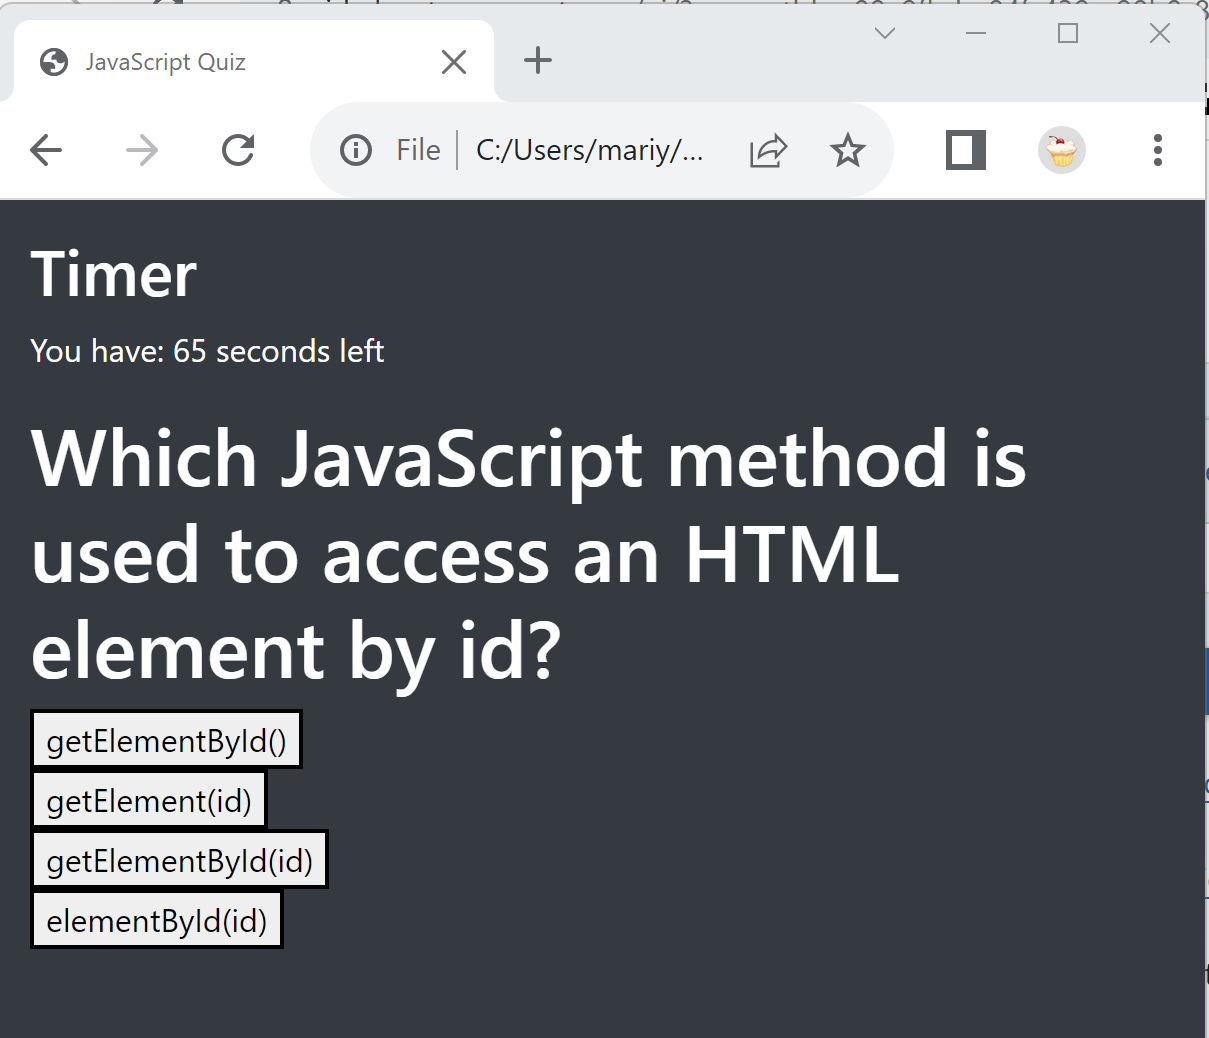 JavaScript Quiz
File
C:/Users/mariy/...
Timer
You have: 65 seconds left
Which JavaScript method is
used to access an HTML
element by id?
getElementById()
getElement(id)
getElementById(id)
elementById(id)